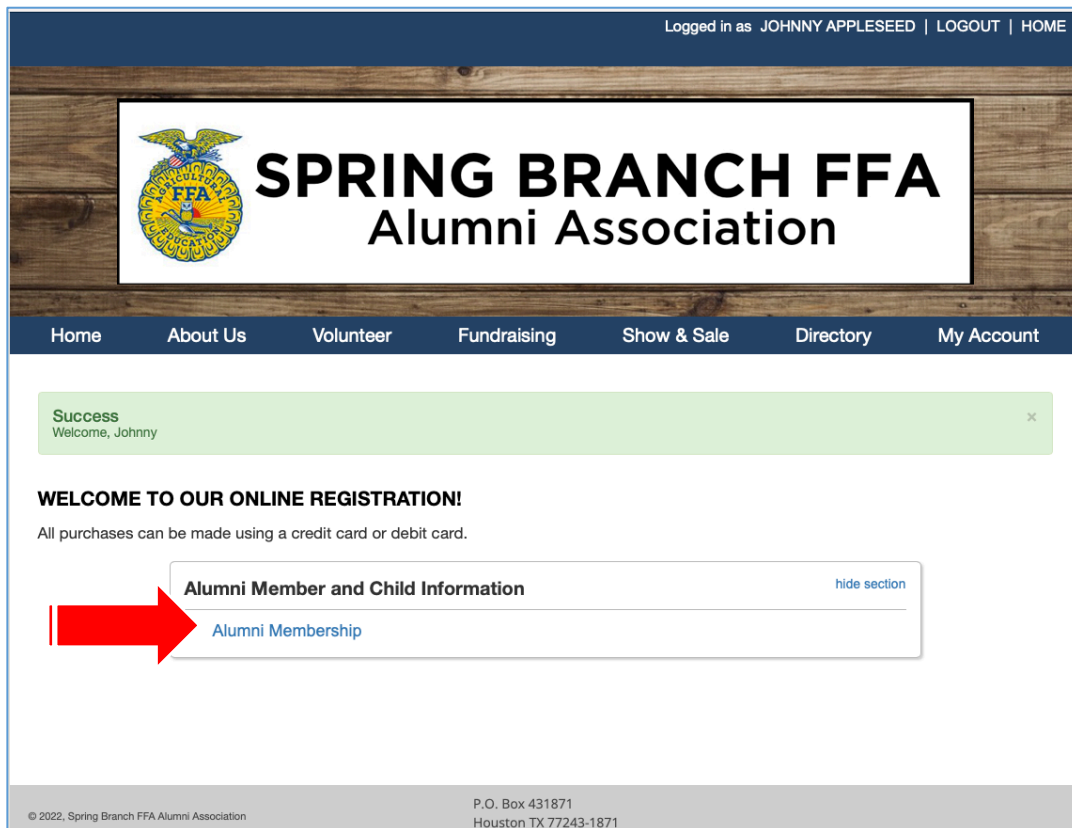 Logged in as JOHNNY APPLESEED | LOGOUT | HOME
AGRICULTURAL
FFA
EDUCATION
SPRING BRANCH FFA
Alumni Association
Home About Us Volunteer Fundraising Show & Sale Directory My Account
Success ×
Welcome, Johnny
WELCOME TO OUR ONLINE REGISTRATION!
All purchases can be made using a credit card or debit card.
Alumni Member and Child Information hide section
Alumni Membership
P.O. Box 431871
© 2022, Spring Branch FFA Alumni Association
Houston TX 77243-1871